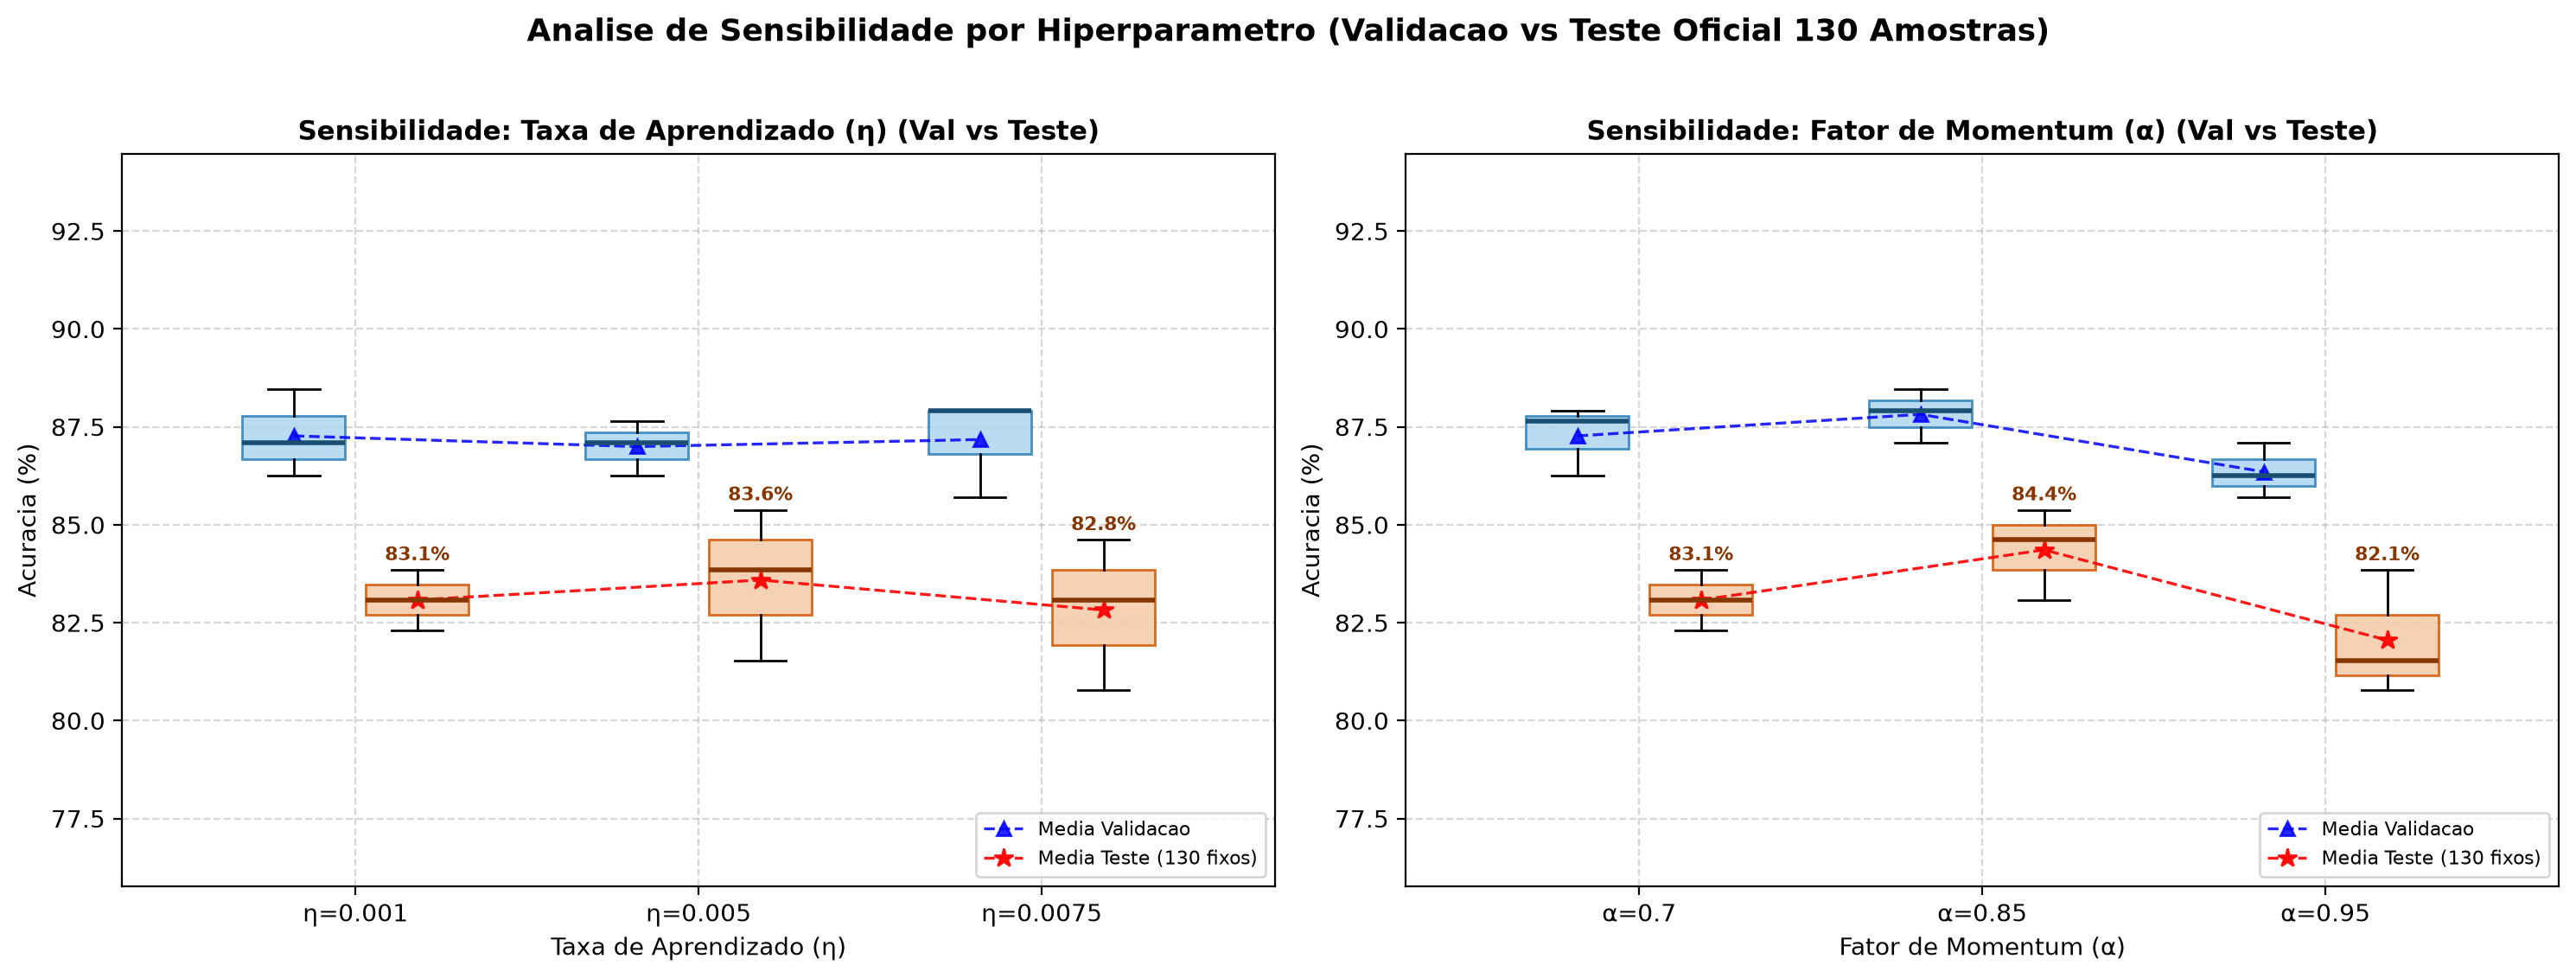 Analise de Sensibilidade por Hiperparametro (Validacao vs Teste Oficial 130 Amostras)
Sensibilidade: Taxa de Aprendizado (η) (Val vs Teste)
Acuracia (%)
92.5
90.0
87.5
85.0
82.5
80.0
77.5
83.1%
83.6%
82.8%
Media Validacao
Media Teste (130 fixos)
η=0.001
η=0.005
η=0.0075
Taxa de Aprendizado (η)
Sensibilidade: Fator de Momentum (α) (Val vs Teste)
Acuracia (%)
92.5
90.0
87.5
85.0
82.5
80.0
77.5
83.1%
84.4%
82.1%
Media Validacao
Media Teste (130 fixos)
α=0.7
α=0.85
α=0.95
Fator de Momentum (α)